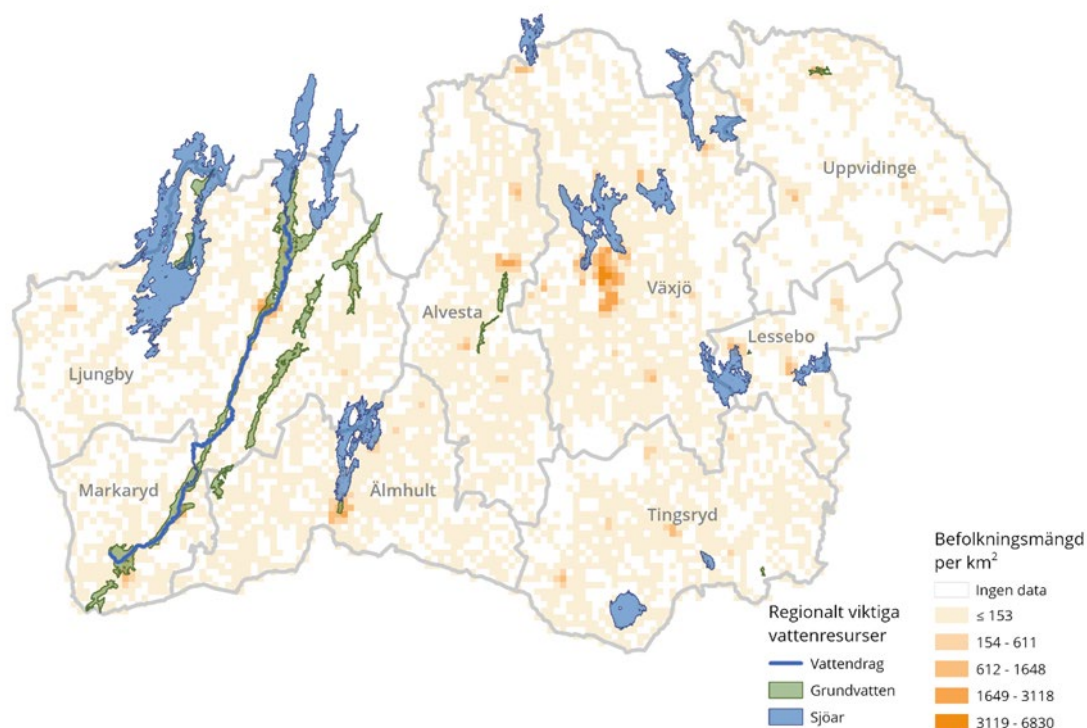 Uppvidinge
Växjö
Alvesta
Lessebo
Ljungby
Markaryd
Älmhult
Tingsryd
Regionalt viktiga
vattenresurser
Vattendrag
Grundvatten
Sjöar
Befolkningsmängd
per km²
Ingen data
≤ 153
154 - 611
612 - 1648
1649 - 3118
3119 - 6830